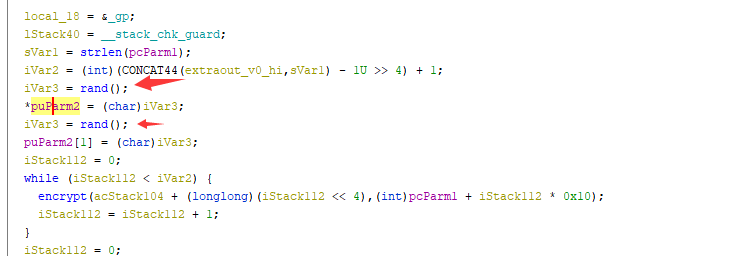 local_18 = &_gp;
lStack40 = __stack_chk_guard;
sVar1 = strlen(pcParm1);
iVar2 = (int)(CONCAT44(extraout_v0_hi,sVar1) - 1U >> 4) + 1;
iVar3 = rand();
*puParm2 = (char)iVar3;
iVar3 = rand();
puParm2[1] = (char)iVar3;
iStack112 = 0;
while (iStack112 < iVar2) {
encrypt(acStack104 + (longlong)(iStack112 << 4),(int)pcParm1 + iStack112 * 0x10);
iStack112 = iStack112 + 1;
}
iStack112 = 0;